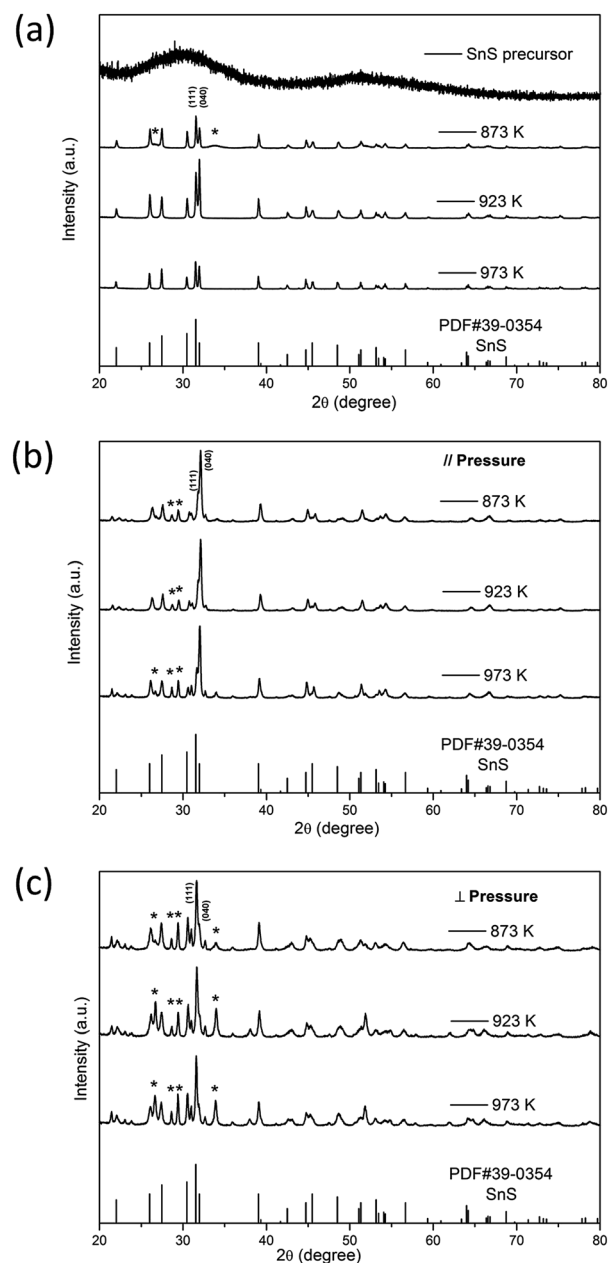 (a)
SnS precursor
(111)
(040)
* *
873 K
923 K
973 K
PDF#39-0354
SnS
Intensity (a.u.)
20 30 40 50 60 70 80
2θ (degree)
(b)
// Pressure
(111)
(040)
* *
873 K
* *
923 K
* * *
973 K
PDF#39-0354
SnS
Intensity (a.u.)
20 30 40 50 60 70 80
2θ (degree)
(c)
⊥ Pressure
(111)
(040)
* * * *
873 K
* * * *
923 K
* * * *
973 K
PDF#39-0354
SnS
Intensity (a.u.)
20 30 40 50 60 70 80
2θ (degree)